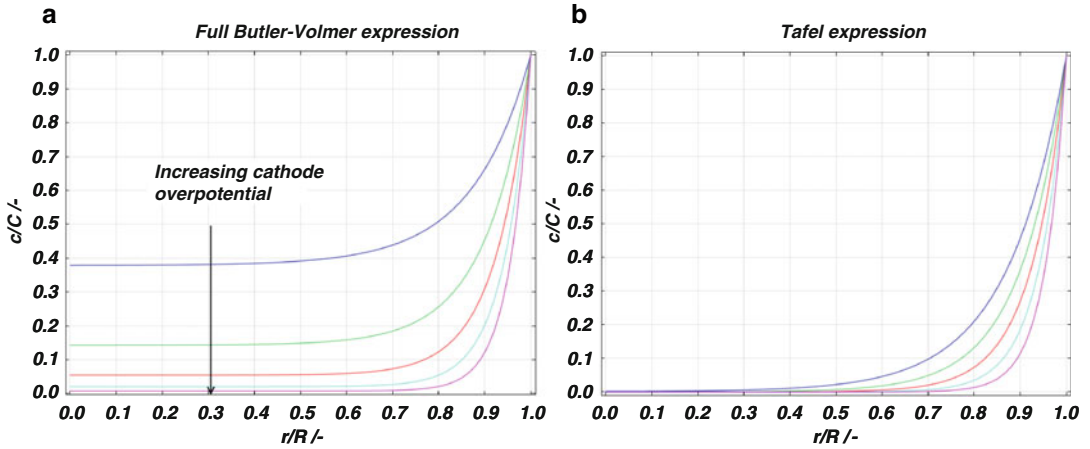 a
Full Butler-Volmer expression
1.0
0.9
0.8
0.7
0.6
0.5
0.4
0.3
0.2
0.1
0.0
c/C /-
Increasing cathode
overpotential
0.0 0.1 0.2 0.3 0.4 0.5 0.6 0.7 0.8 0.9 1.0
r/R /-
b
Tafel expression
1.0
0.9
0.8
0.7
0.6
0.5
0.4
0.3
0.2
0.1
0.0
c/C /-
0.0 0.1 0.2 0.3 0.4 0.5 0.6 0.7 0.8 0.9 1.0
r/R /-